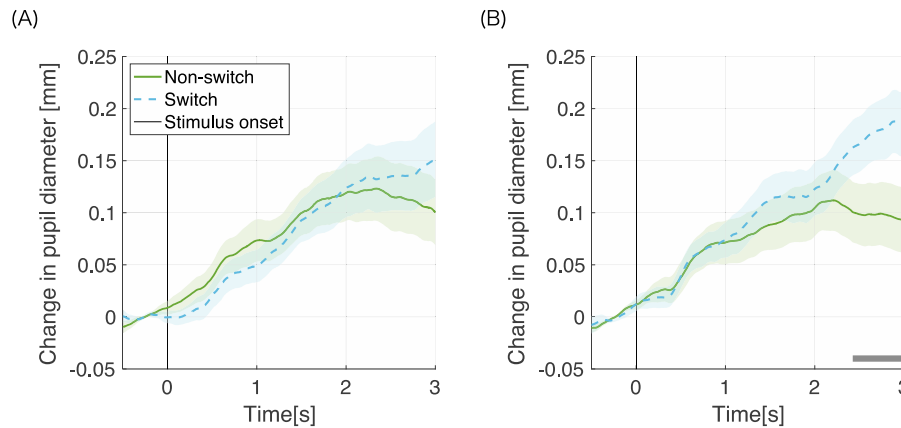 (A)
(B)
0.25
0.2
0.15
0.1
0.05
0
-0.05
Change in pupil diameter [mm]
Non-switch
Switch
Stimulus onset
0
1
2
3
Time[s]
0.25
0.2
0.15
0.1
0.05
0
-0.05
Change in pupil diameter [mm]
0
1
2
3
Time[s]